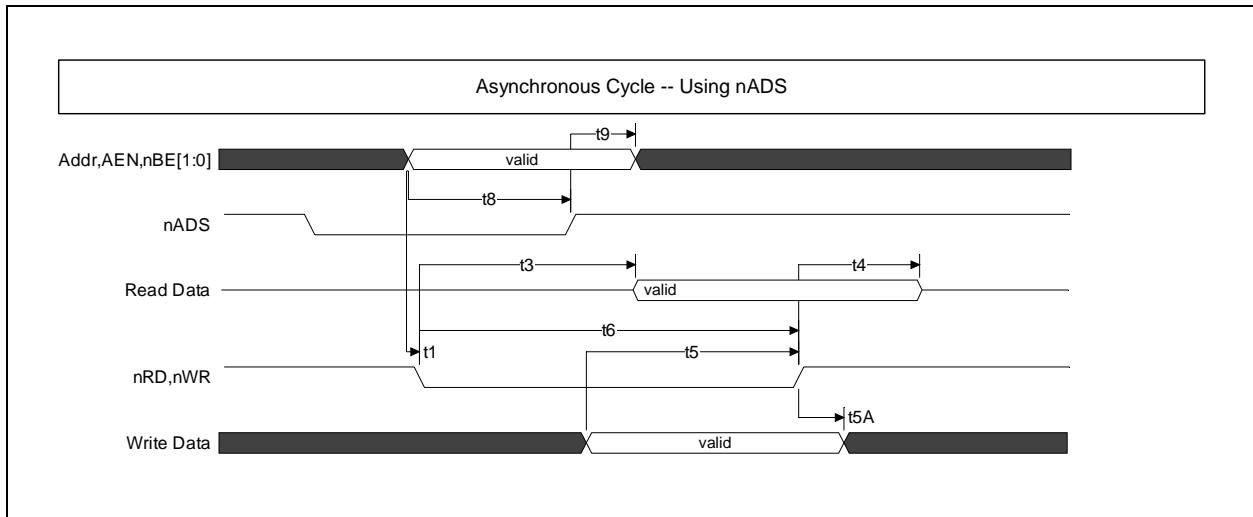 Asynchronous Cycle -- Using nADS
t9
Addr,AEN,nBE[1:0]
valid
t8
nADS
t3
t4
Read Data
valid
t6
t1
t5
nRD,nWR
t5A
Write Data
valid